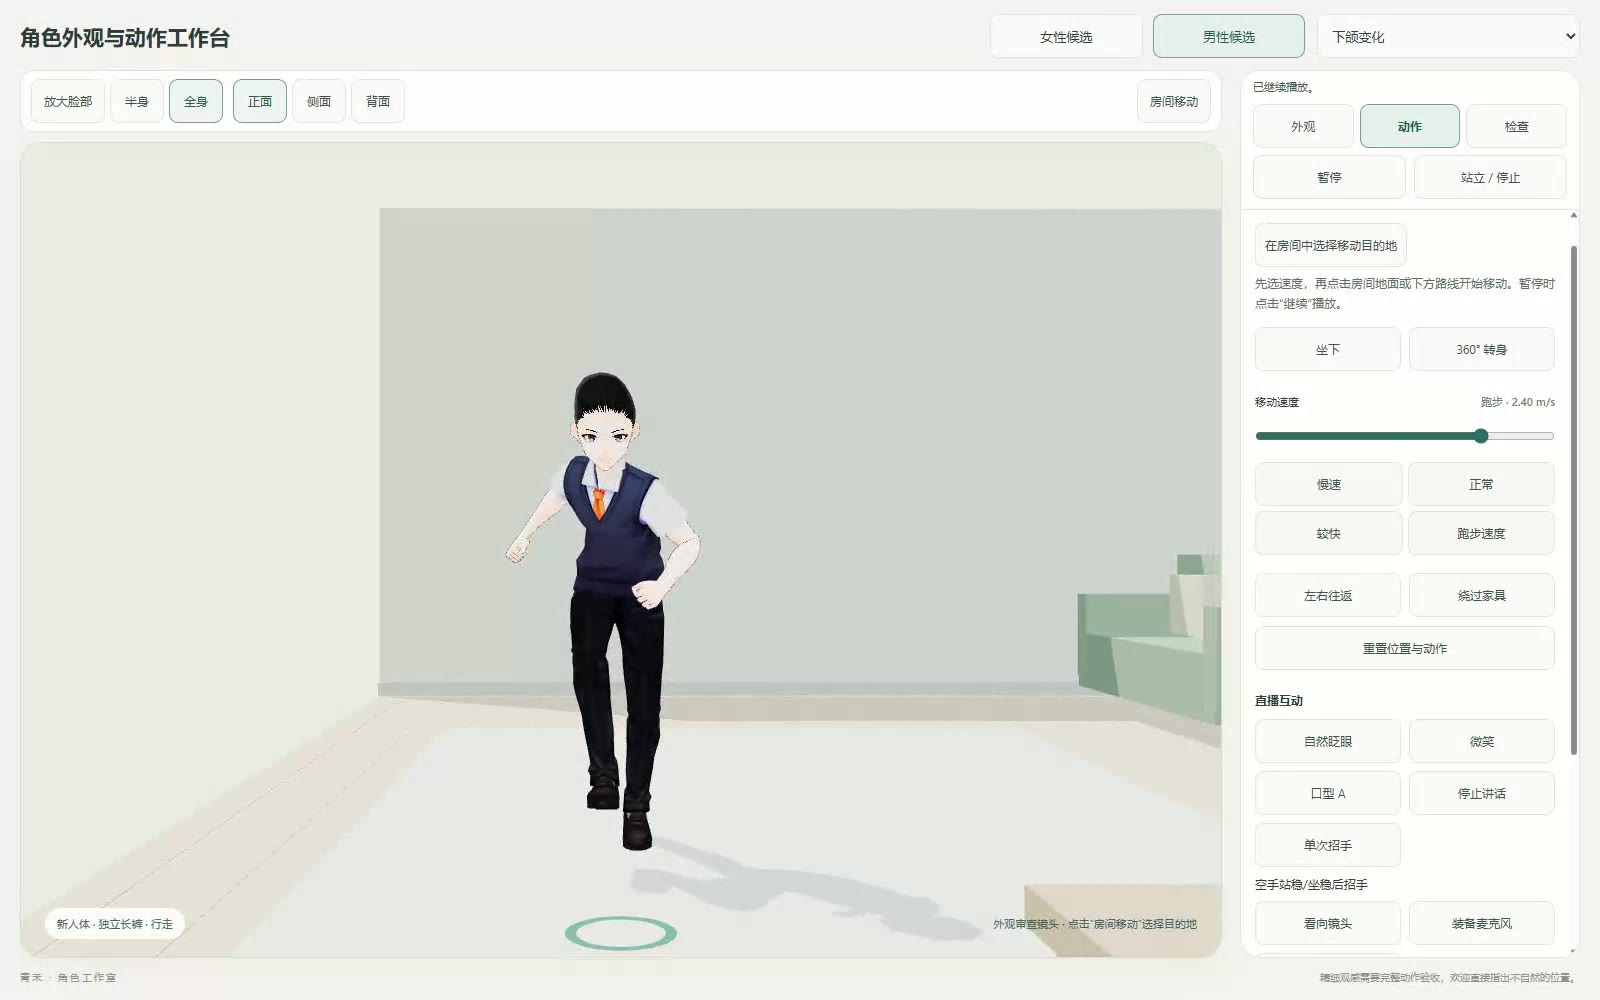 角色外观与动作工作台
女性候选
男性候选
下颌变化
放大脸部
半身
全身
正面
侧面
背面
房间移动
已继续播放。
外观
动作
检查
暂停
站立 / 停止
在房间中选择移动目的地
先选速度，再点击房间地面或下方路线开始移动。暂停时
点击“继续”播放。
坐下
360° 转身
移动速度
跑步 · 2.40 m/s
慢速
正常
较快
跑步速度
左右往返
绕过家具
重置位置与动作
直播互动
自然眨眼
微笑
口型 A
停止讲话
单次招手
空手站稳/坐稳后招手
看向镜头
装备麦克风
新人体 · 独立长裤 · 行走
外观审查镜头 · 点击“房间移动”选择目的地
青禾 · 角色工作室
精细观感需要完整动作验收，欢迎直接指出不自然的位置。